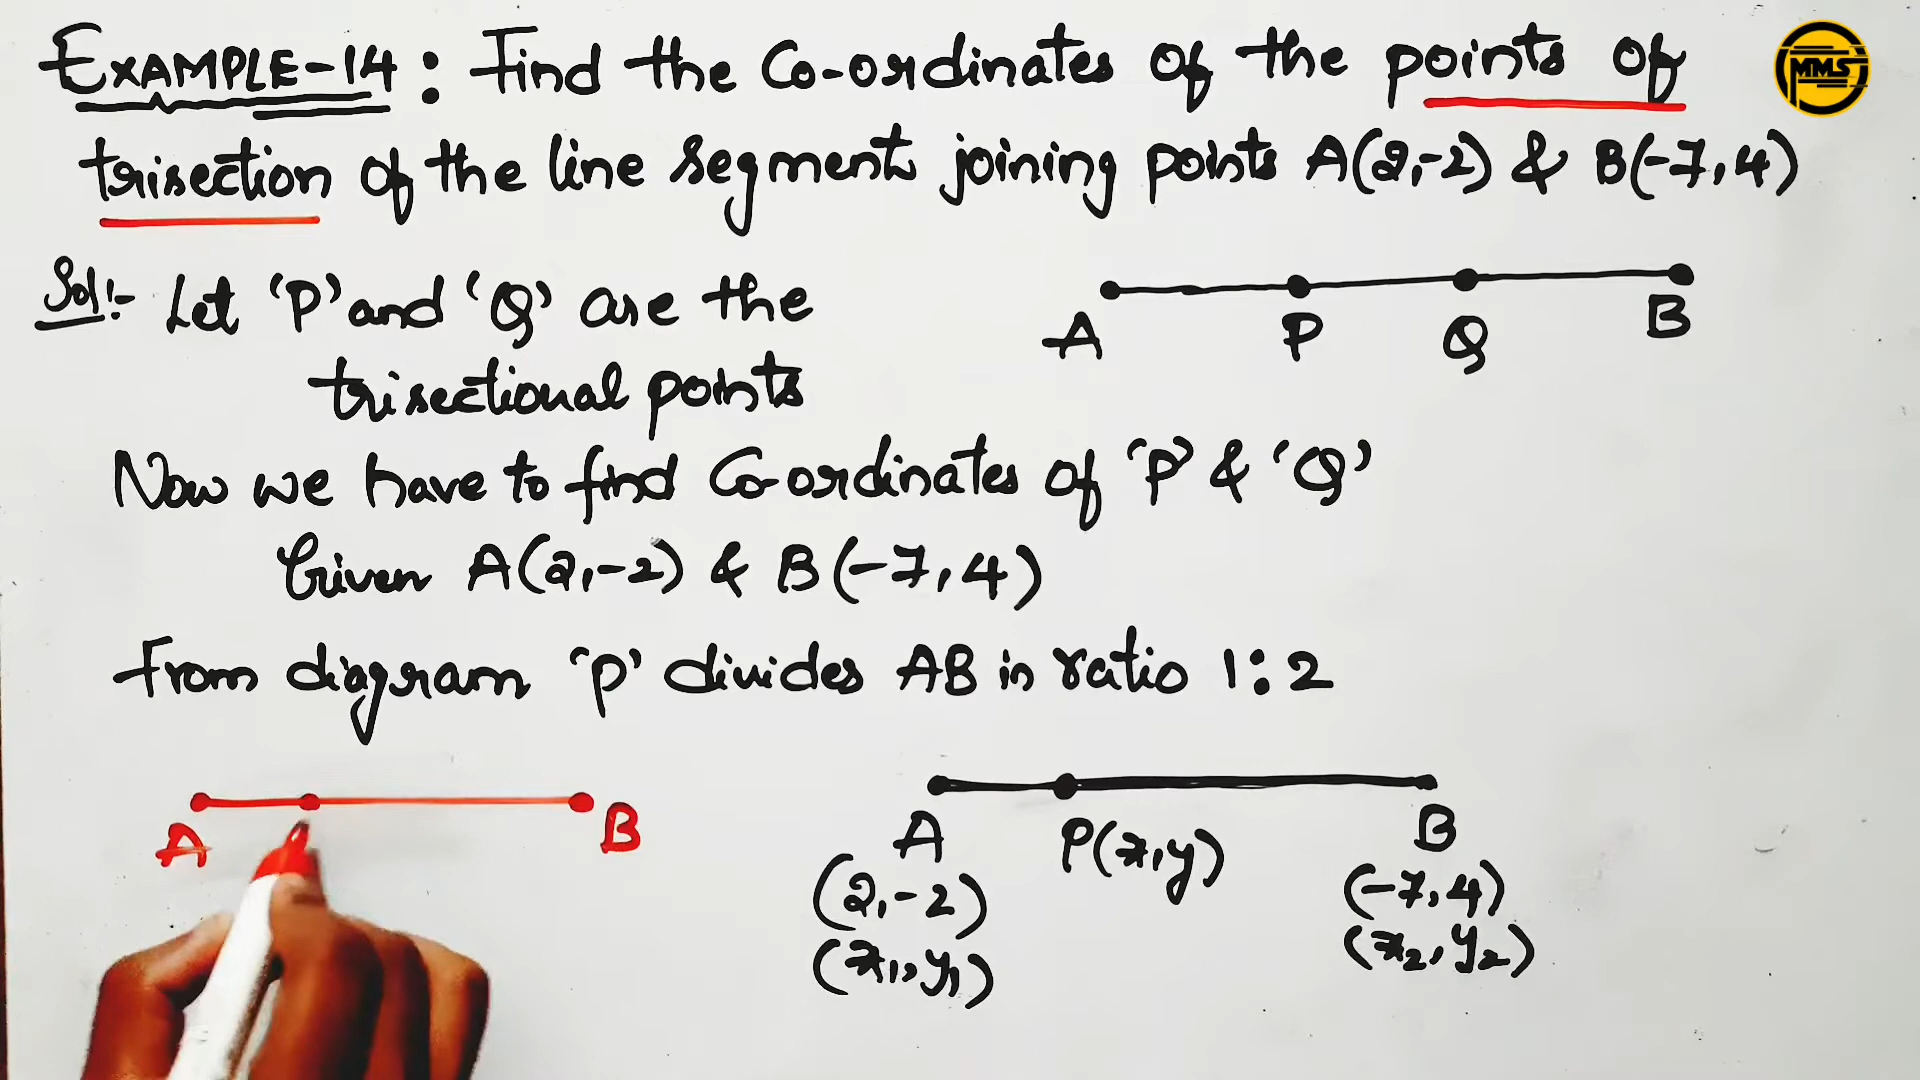 EXAMPLE-14: Find the Co-ordinates of the points of
trisection of the line segment joining points A(2,-2) & B(-7,4)
MMS
Sol:- Let 'P' and 'Q' are the
trisectional points
A P Q B
Now we have to find Co-ordinates of 'P' & 'Q'
Given A(2,-2) & B(-7,4)
From diagram 'P' divides AB in ratio 1:2
A B
A P(x,y) B
(2,-2) (-7,4)
(x₁,y₁) (x₂,y₂)